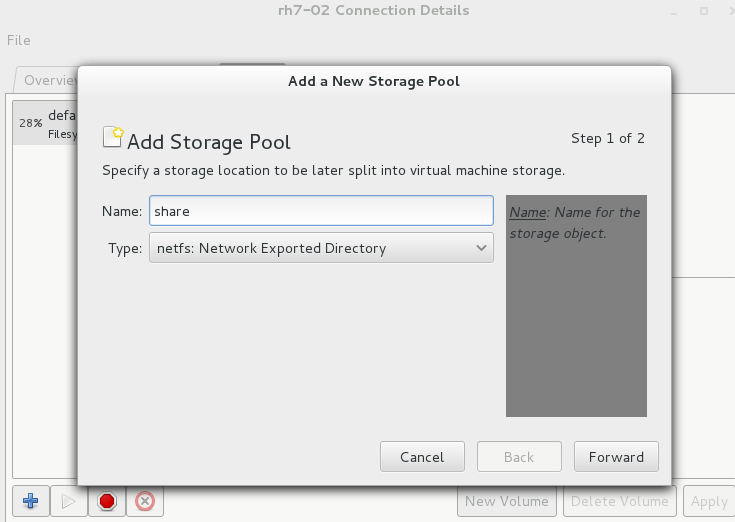 rh7-02 Connection Details
File
Overview
Add a New Storage Pool
28%
defa
Filesy
Add Storage Pool
Step 1 of 2
Specify a storage location to be later split into virtual machine storage.
Name: share
Name: Name for the
storage object.
Type: netfs: Network Exported Directory
Cancel
Back
Forward
New Volume
Delete Volume
Apply